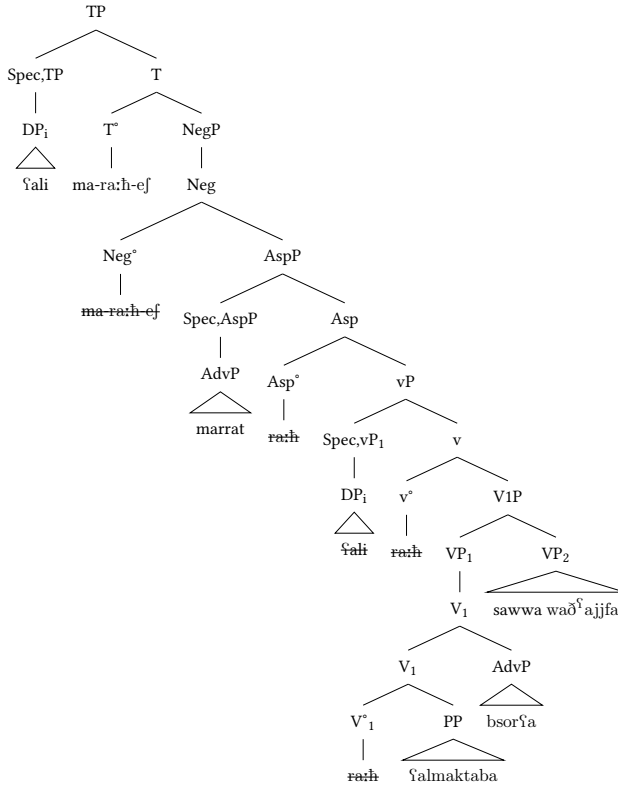 TP
Spec,TP T
DPᵢ T° NegP
ʕali ma-raːħ-eʃ Neg
Neg° AspP
ma-raːħ-eʃ Spec,AspP Asp
AdvP Asp° vP
marrat raːħ Spec,vP₁ v
DPᵢ v° V1P
ʕali raːħ VP₁ VP₂
V₁ sawwa waðˤajjfa
V₁ AdvP
V°₁ PP bsorʕa
raːħ ʕalmaktaba